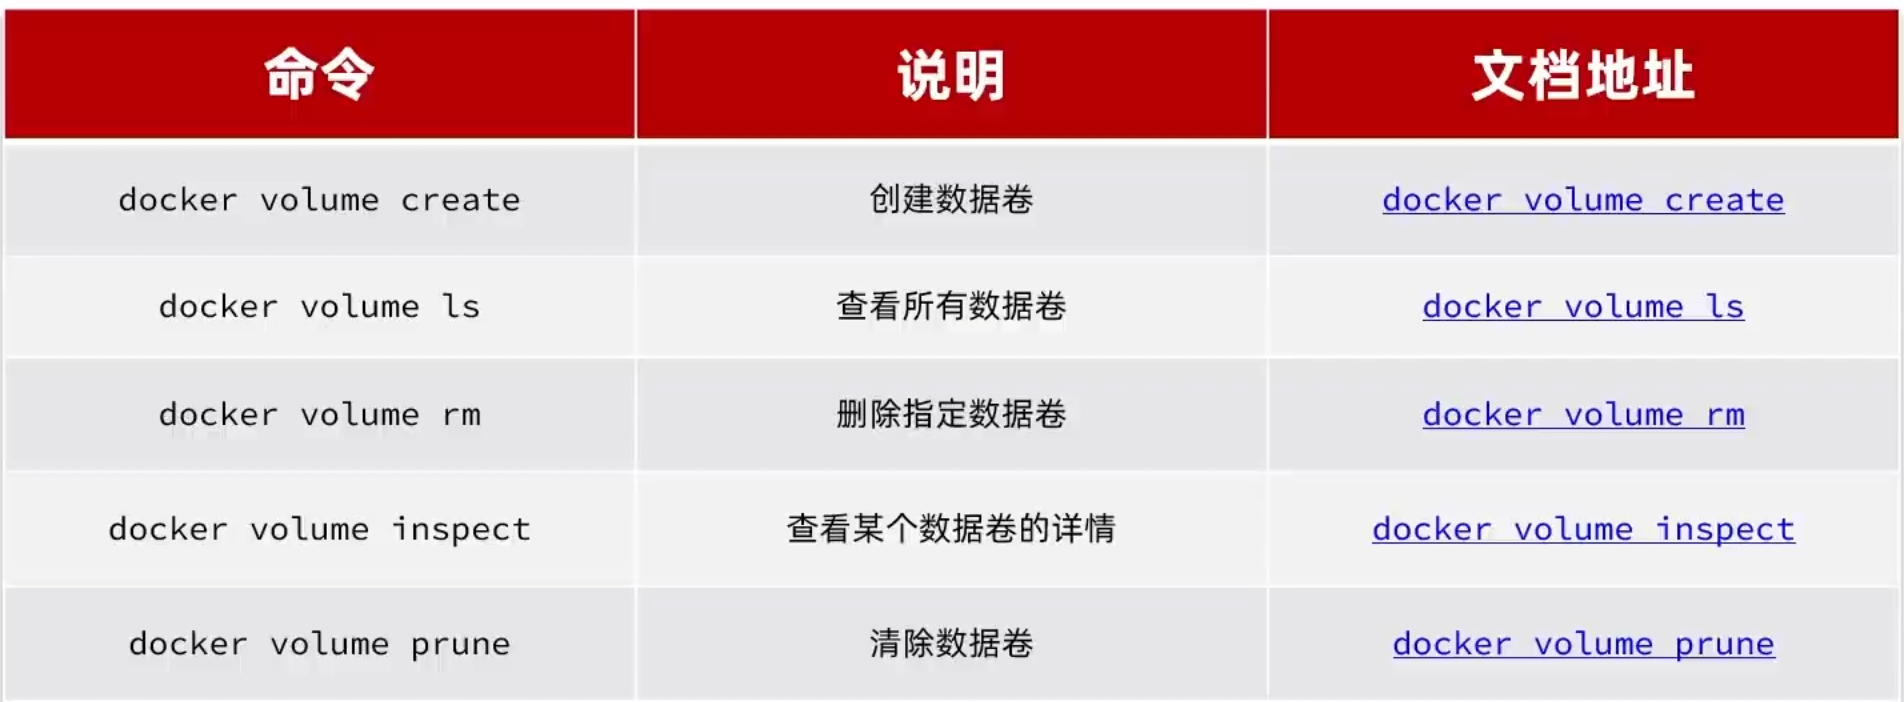 命令 说明 文档地址
docker volume create 创建数据卷 docker volume create
docker volume ls 查看所有数据卷 docker volume ls
docker volume rm 删除指定数据卷 docker volume rm
docker volume inspect 查看某个数据卷的详情 docker volume inspect
docker volume prune 清除数据卷 docker volume prune